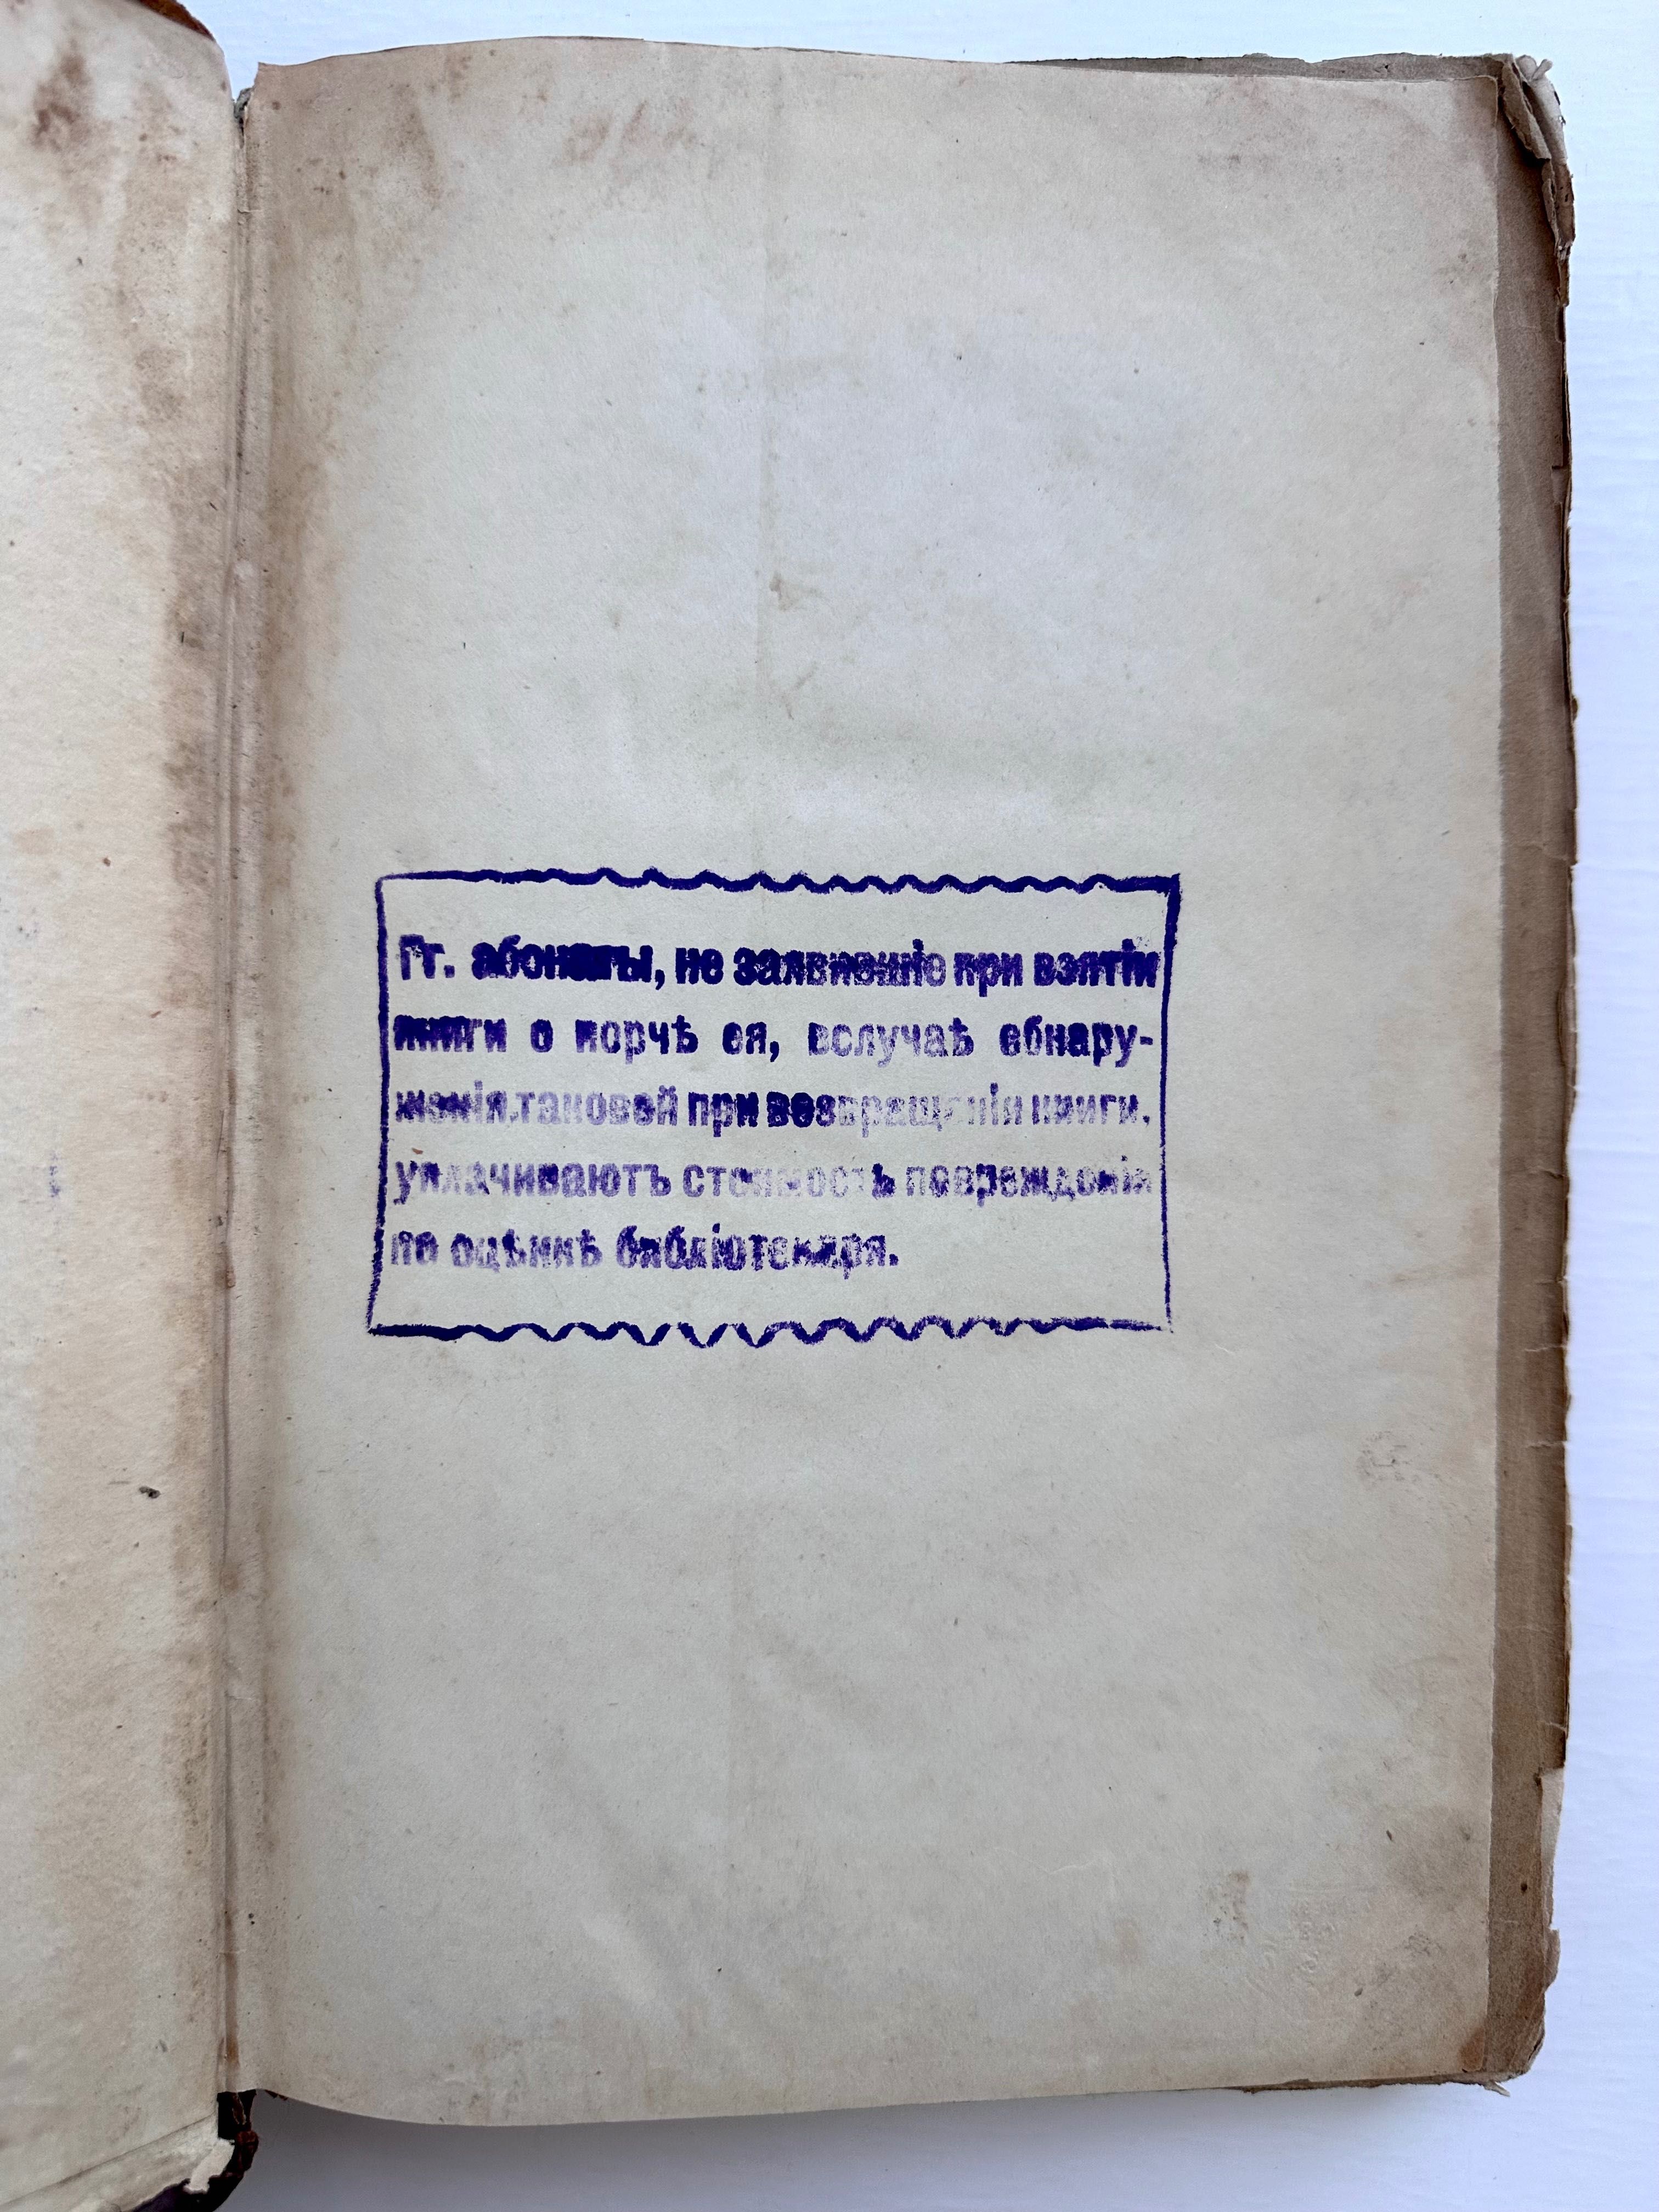 Гг. абонаты, не заявившіе при взятіи
книги о порчѣ ея, вслучаѣ обнару-
женія таковой при возвращеніи книги,
уплачиваютъ стоимость поврежденія
по оцѣнкѣ библіотекаря.